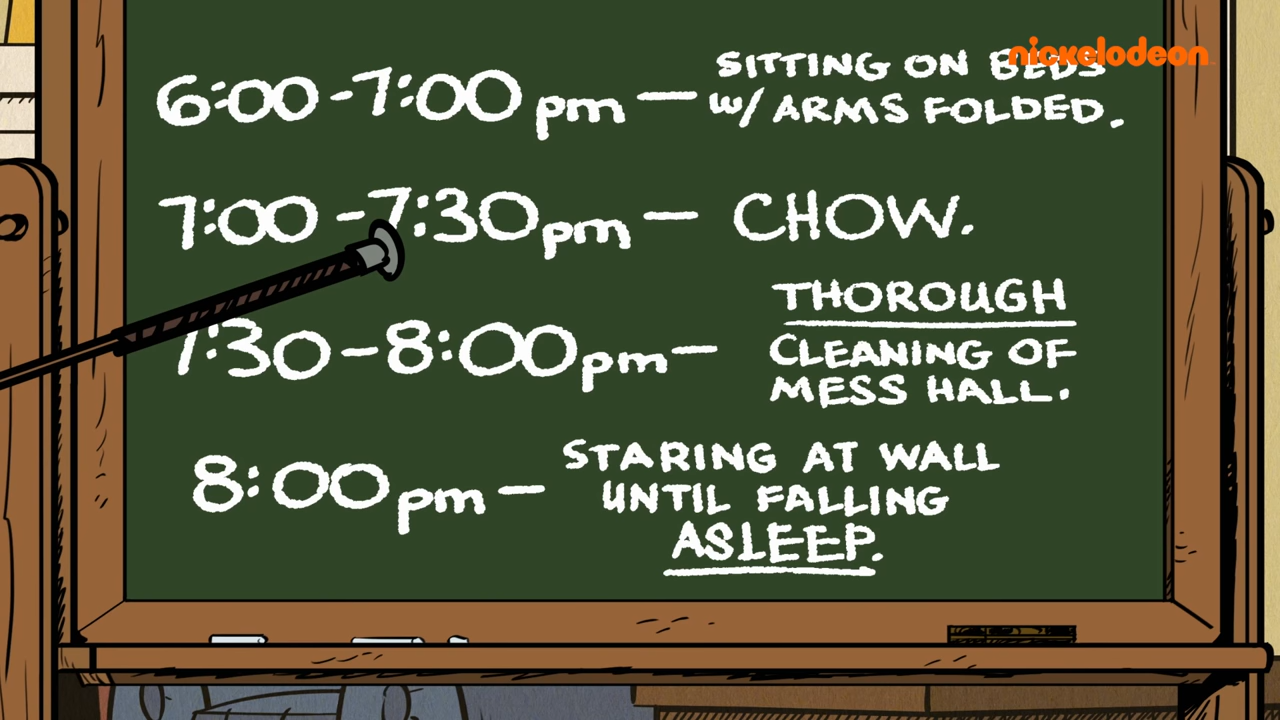 nickelodeon
6:00-7:00 pm — SITTING ON BEDS
w/ ARMS FOLDED.
7:00-7:30 pm — CHOW.
THOROUGH
7:30-8:00 pm — CLEANING OF
MESS HALL.
8:00 pm — STARING AT WALL
UNTIL FALLING
ASLEEP.